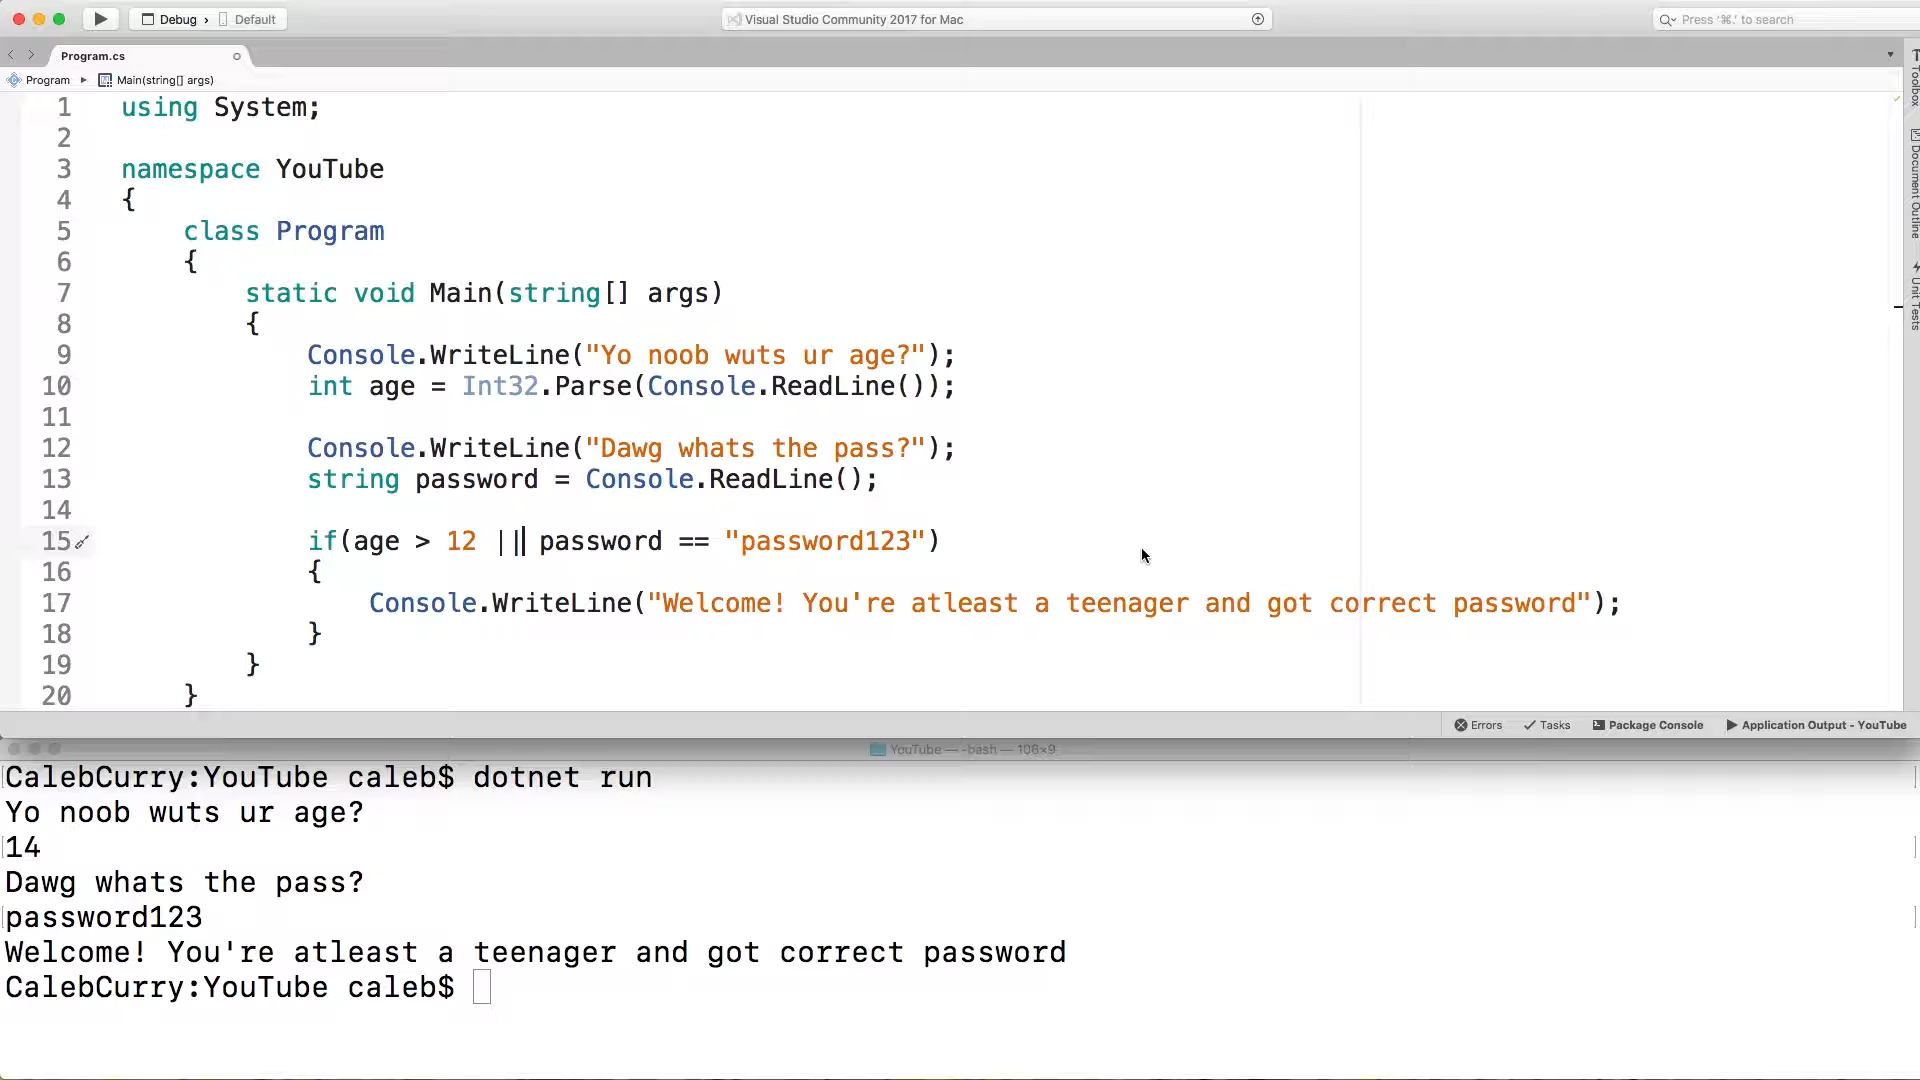 Debug › Default
Visual Studio Community 2017 for Mac
Press '⌘.' to search
Program.cs
Program ▸ Main(string[] args)
1 using System;
2
3 namespace YouTube
4 {
5 class Program
6 {
7 static void Main(string[] args)
8 {
9 Console.WriteLine("Yo noob wuts ur age?");
10 int age = Int32.Parse(Console.ReadLine());
11
12 Console.WriteLine("Dawg whats the pass?");
13 string password = Console.ReadLine();
14
15 if(age > 12 || password == "password123")
16 {
17 Console.WriteLine("Welcome! You're atleast a teenager and got correct password");
18 }
19 }
20 }
Toolbox
Document Outline
Unit Tests
Errors Tasks Package Console Application Output - YouTube
YouTube — -bash — 106×9
CalebCurry:YouTube caleb$ dotnet run
Yo noob wuts ur age?
14
Dawg whats the pass?
password123
Welcome! You're atleast a teenager and got correct password
CalebCurry:YouTube caleb$